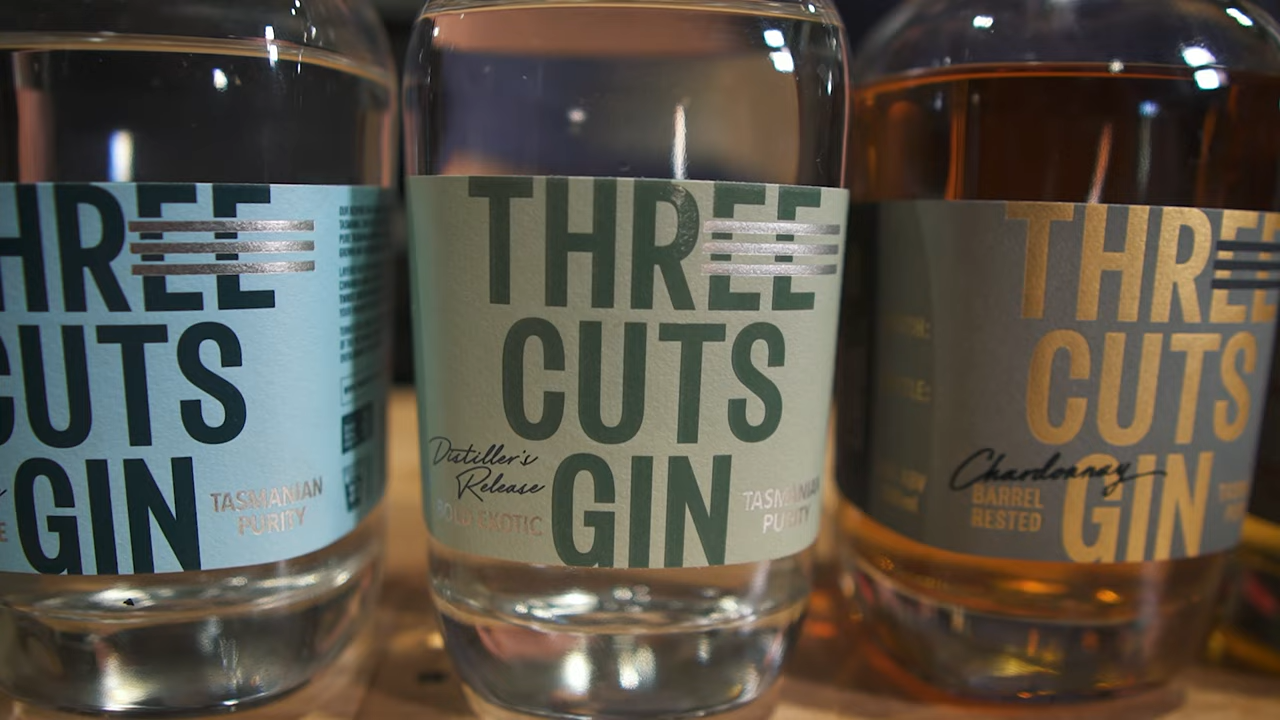 THREE
CUTS
GIN
TASMANIAN
PURITY
THREE
CUTS
GIN
Distiller's
Release
BOLD EXOTIC
TASMANIAN
PURITY
THREE
CUTS
GIN
Chardonnay
BARREL
RESTED